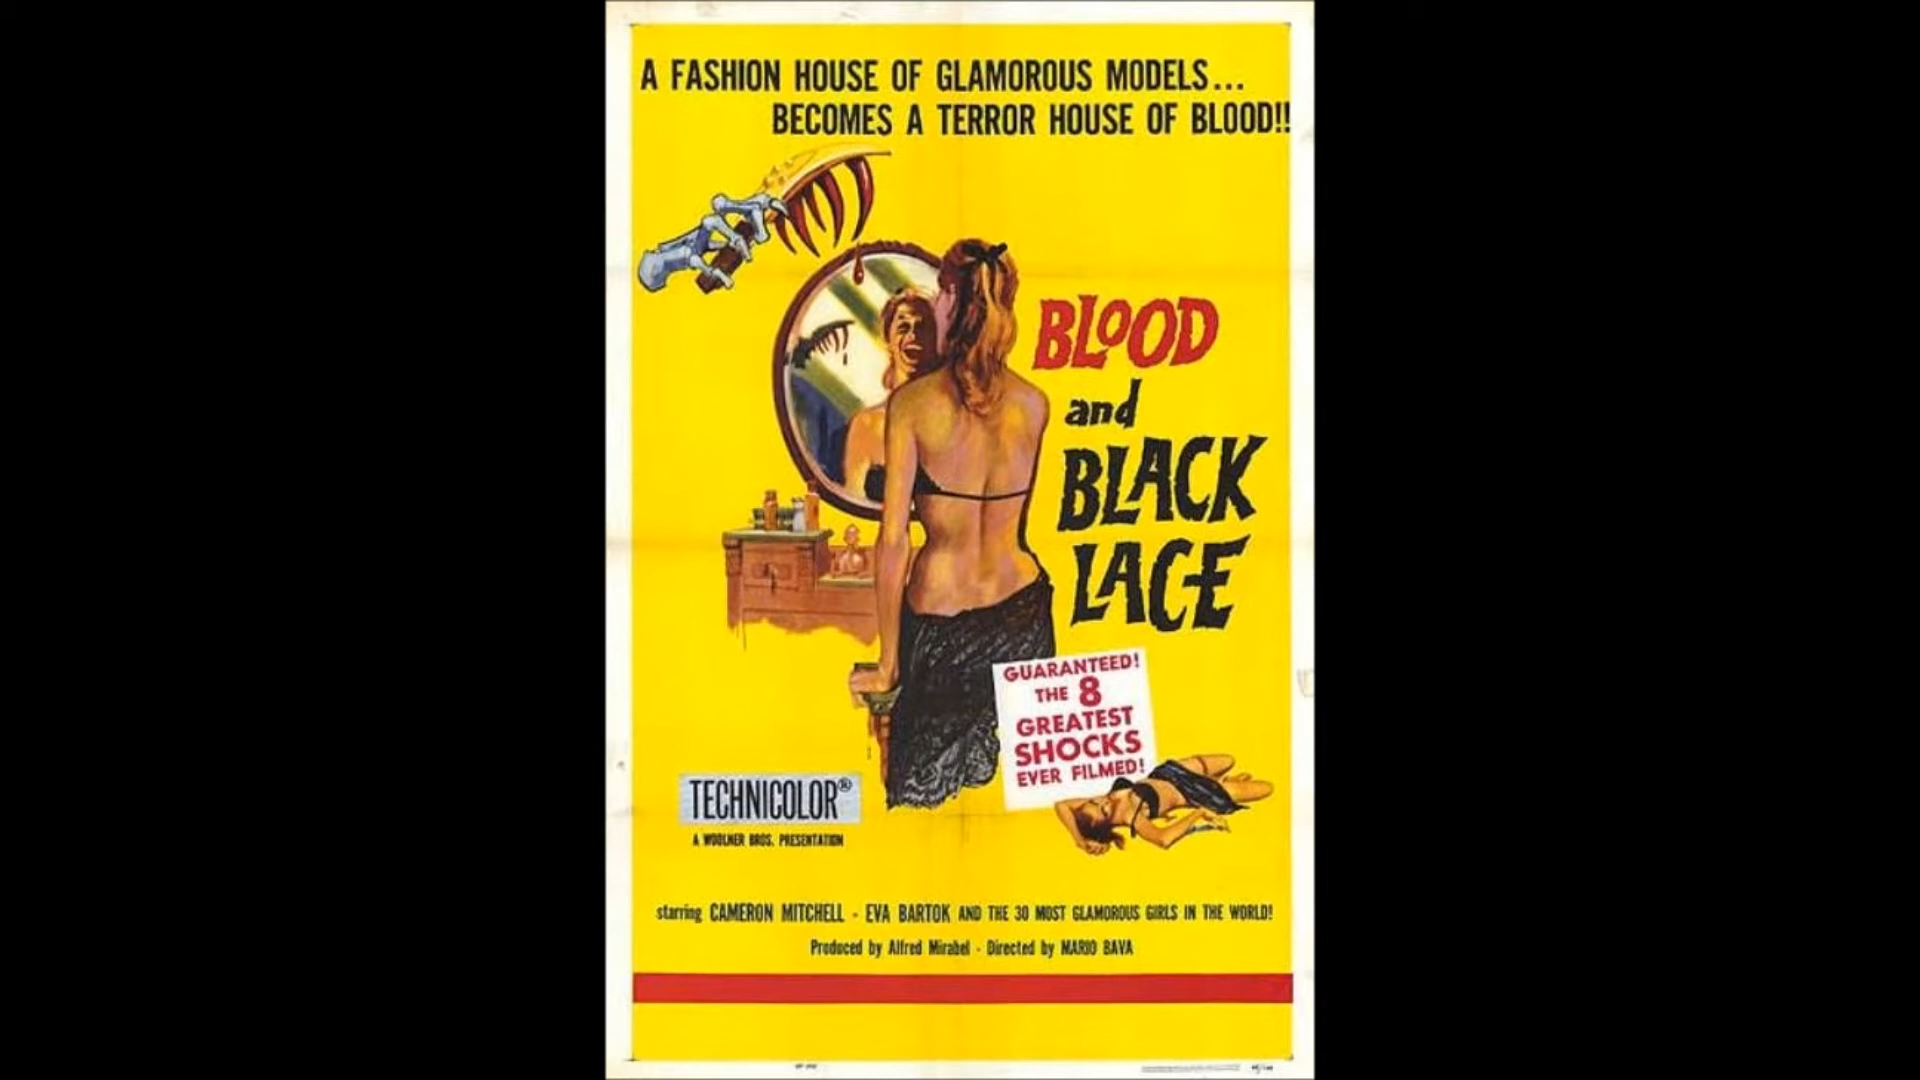 A FASHION HOUSE OF GLAMOROUS MODELS...
BECOMES A TERROR HOUSE OF BLOOD!!
BLOOD
and
BLACK
LACE
GUARANTEED!
THE 8
GREATEST
SHOCKS
EVER FILMED!
TECHNICOLOR®
A WOOLNER BROS. PRESENTATION
starring CAMERON MITCHELL - EVA BARTOK AND THE 30 MOST GLAMOROUS GIRLS IN THE WORLD!
Produced by Alfred Mirabel - Directed by MARIO BAVA